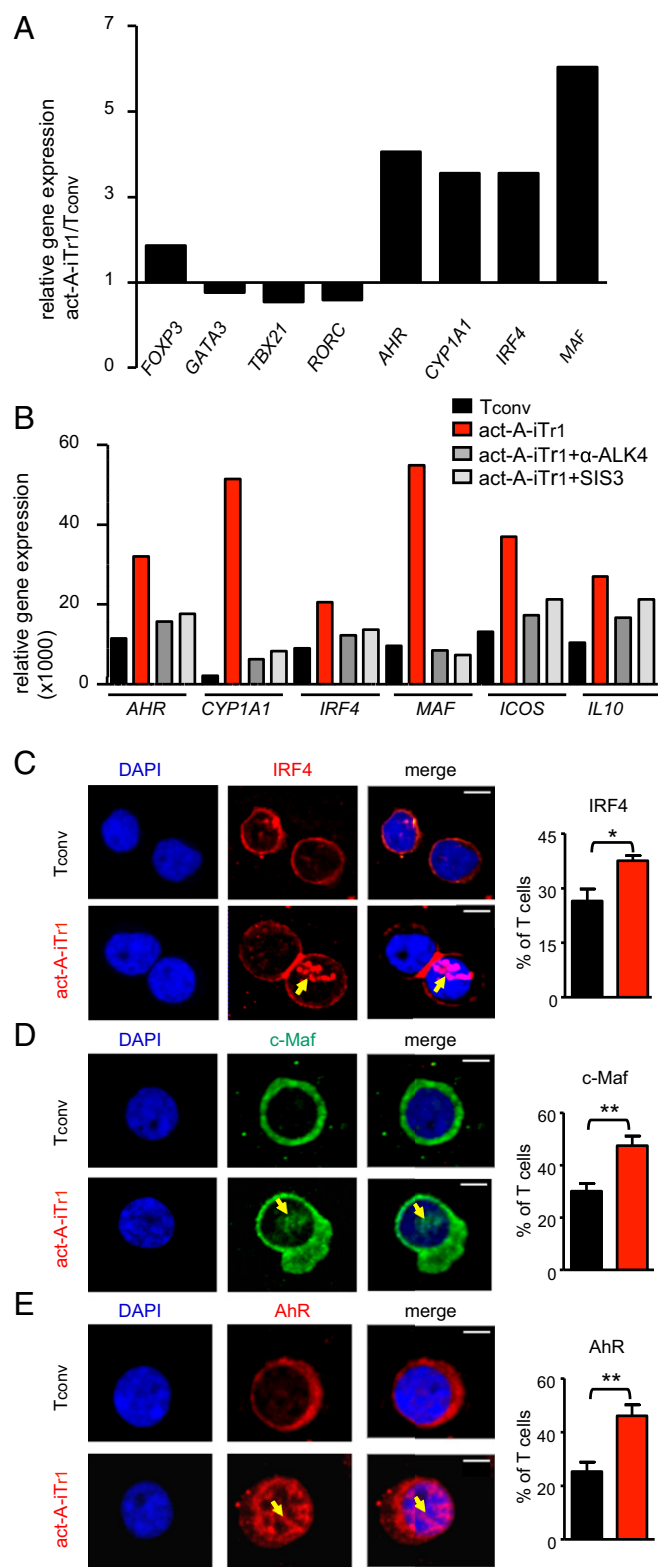 A
relative gene expression
act-A-iTr1/Tconv
7
5
3
1
0
FOXP3
GATA3
TBX21
RORC
AHR
CYP1A1
IRF4
MAF
B
Tconv
act-A-iTr1
act-A-iTr1+α-ALK4
act-A-iTr1+SIS3
relative gene expression
(x1000)
60
40
20
0
AHR
CYP1A1
IRF4
MAF
ICOS
IL10
C
DAPI
IRF4
merge
Tconv
act-A-iTr1
IRF4
% of T cells
45
30
15
0
*
D
DAPI
c-Maf
merge
Tconv
act-A-iTr1
c-Maf
% of T cells
60
40
20
0
**
E
DAPI
AhR
merge
Tconv
act-A-iTr1
AhR
% of T cells
60
40
20
0
**